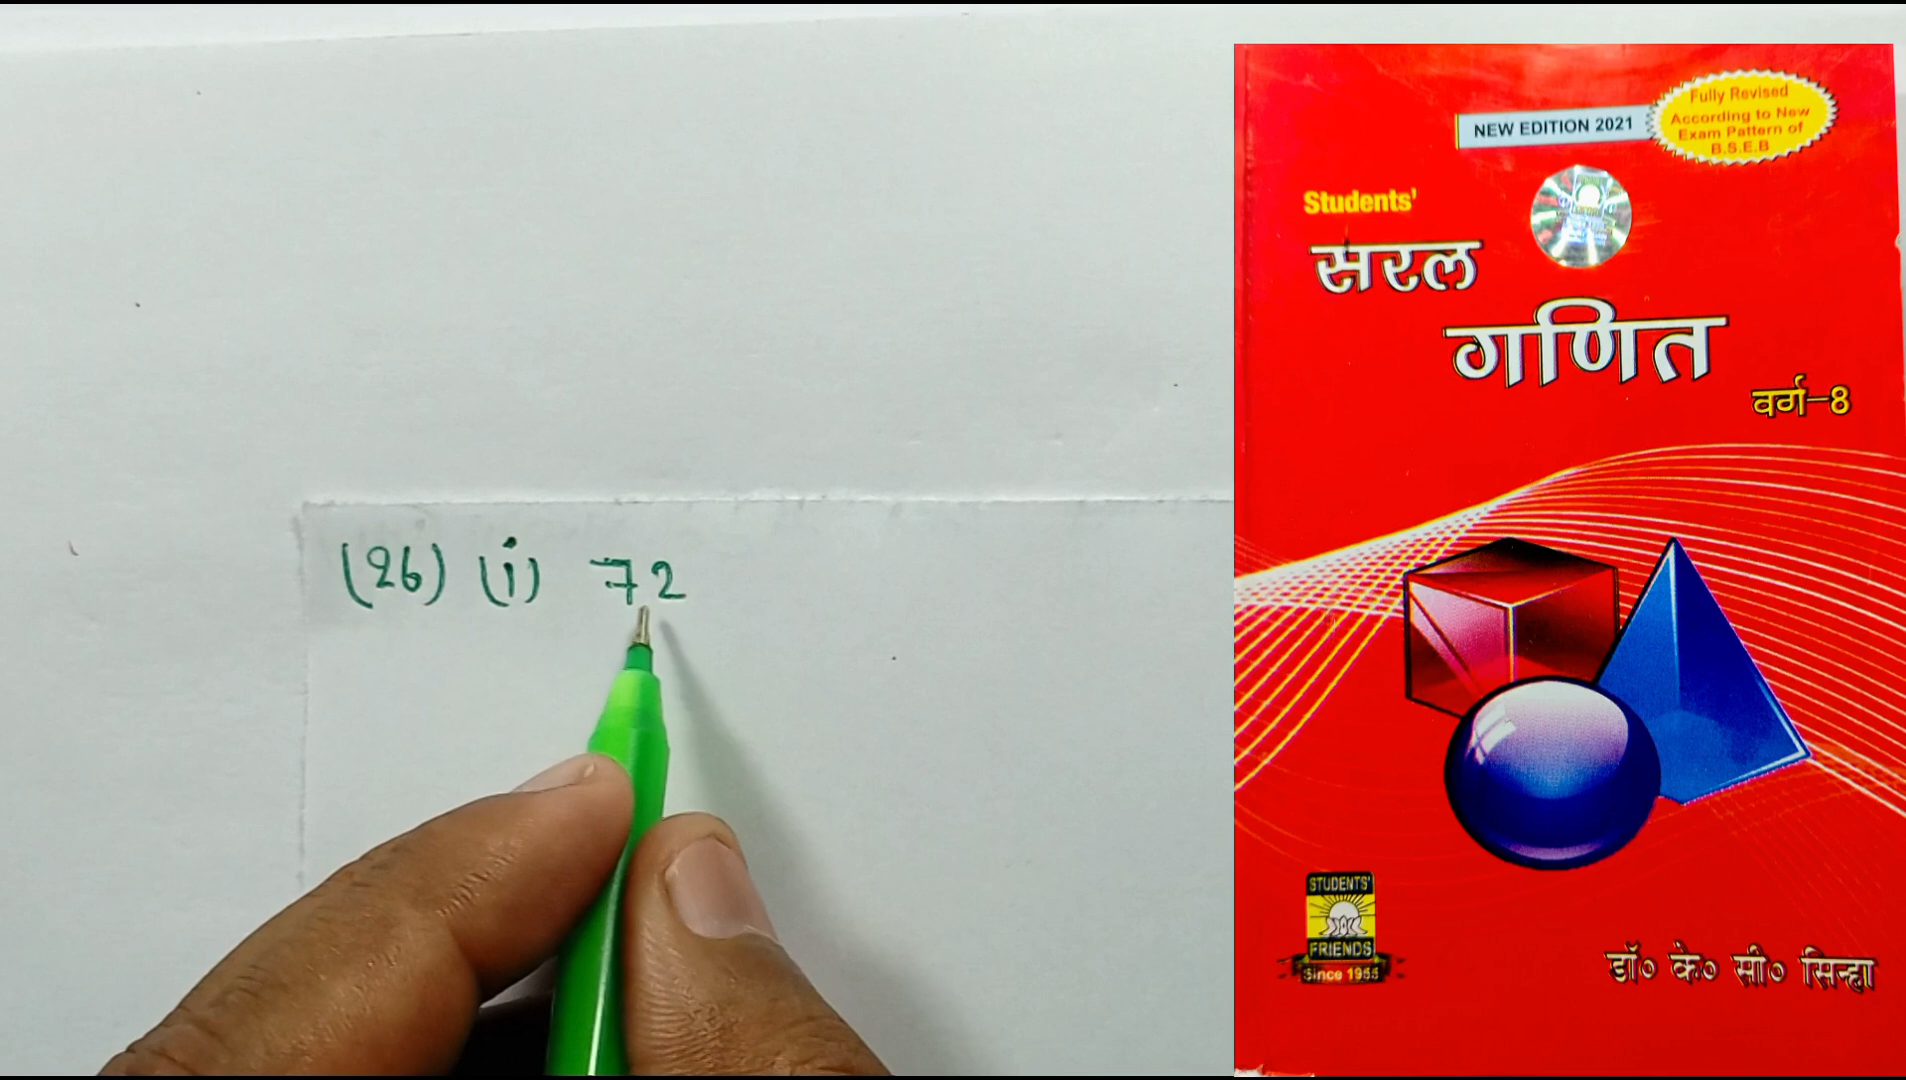 (26) (i) 72
NEW EDITION 2021
Fully Revised
According to New
Exam Pattern of
B.S.E.B
Students'
सरल
गणित
वर्ग-8
STUDENTS'
FRIENDS
Since 1955
डॉ० के० सी० सिन्हा